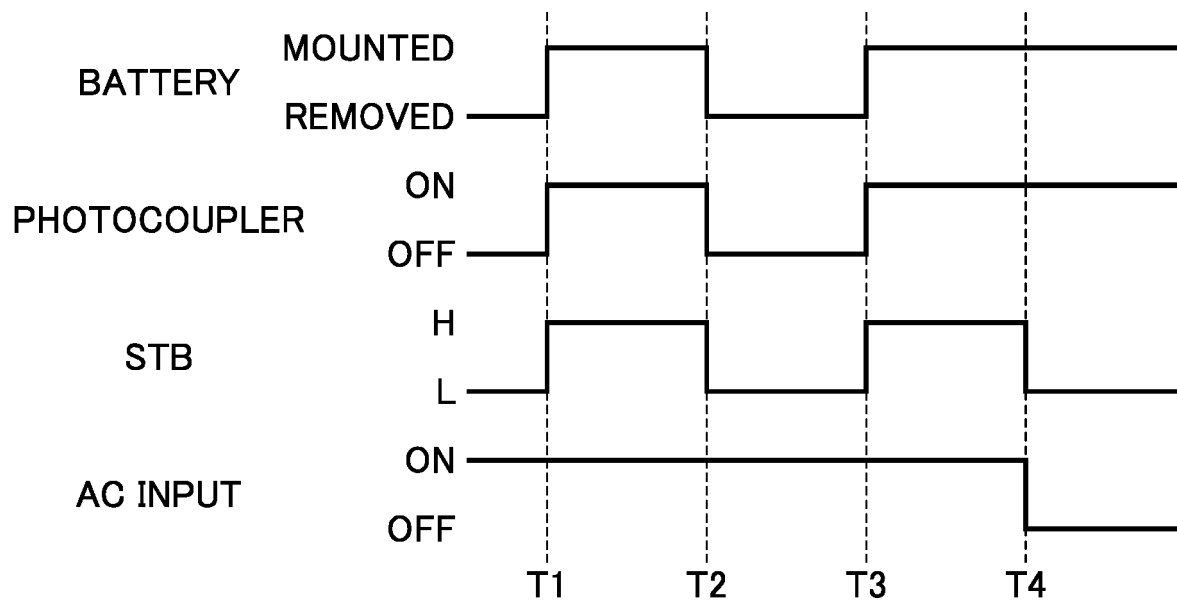 MOUNTED
BATTERY
REMOVED
ON
PHOTOCOUPLER
OFF
H
STB
L
ON
AC INPUT
OFF
T1 T2 T3 T4